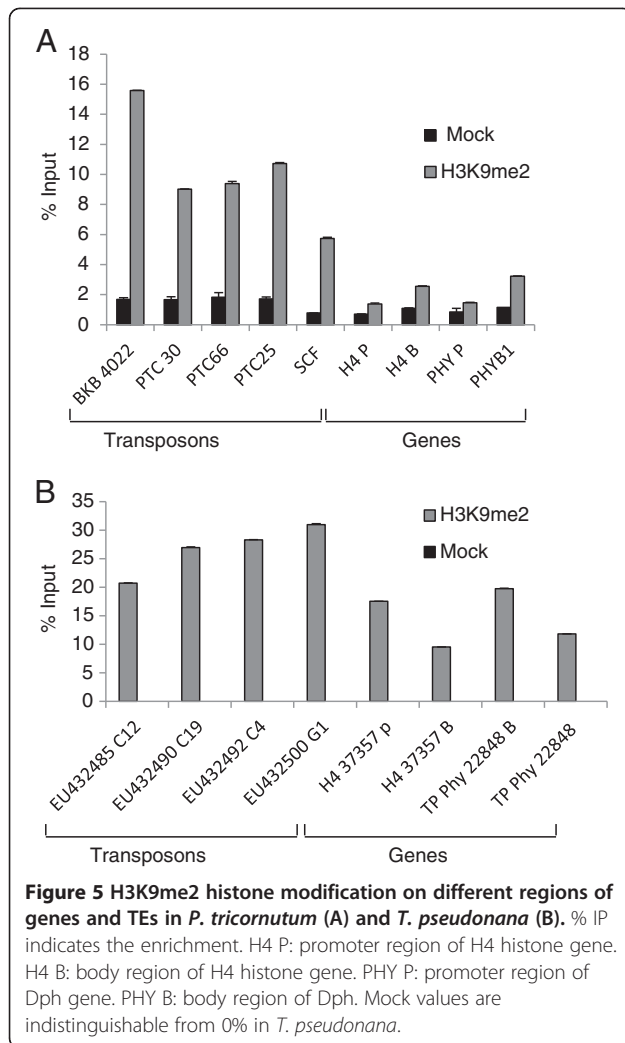 A
18
16
14
12
10
8
6
4
2
0
% Input
Mock
H3K9me2
BKB 4022
PTC 30
PTC66
PTC25
SCF
H4 P
H4 B
PHY P
PHYB1
Transposons
Genes
B
35
30
25
20
15
10
5
0
% Input
H3K9me2
Mock
EU432485 C12
EU432490 C19
EU432492 C4
EU432500 G1
H4 37357 p
H4 37357 B
TP Phy 22848 B
TP Phy 22848
Transposons
Genes
Figure 5 H3K9me2 histone modification on different regions of
genes and TEs in P. tricornutum (A) and T. pseudonana (B). % IP
indicates the enrichment. H4 P: promoter region of H4 histone gene.
H4 B: body region of H4 histone gene. PHY P: promoter region of
Dph gene. PHY B: body region of Dph. Mock values are
indistinguishable from 0% in T. pseudonana.